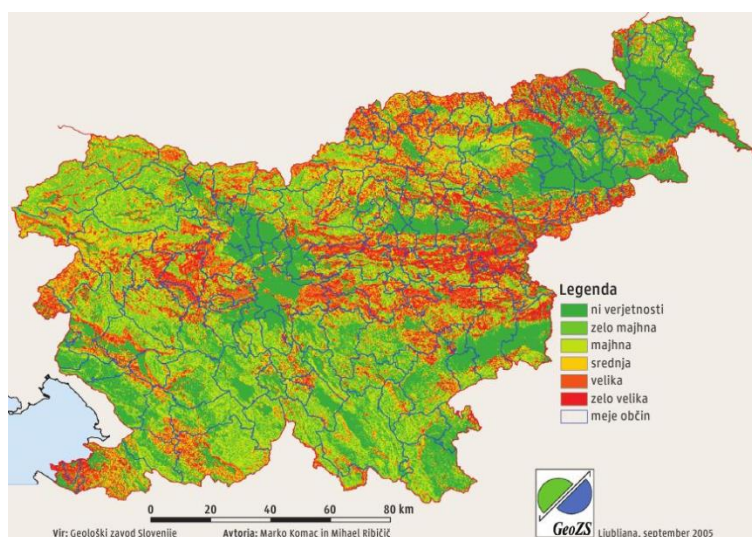 Legenda
ni verjetnosti
zelo majhna
majhna
srednja
velika
zelo velika
meje občin
0 20 40 60 80 km
GeoZS
Vir: Geološki zavod Slovenije Avtorja: Marko Komac in Mihael Ribičič Ljubljana, september 2005